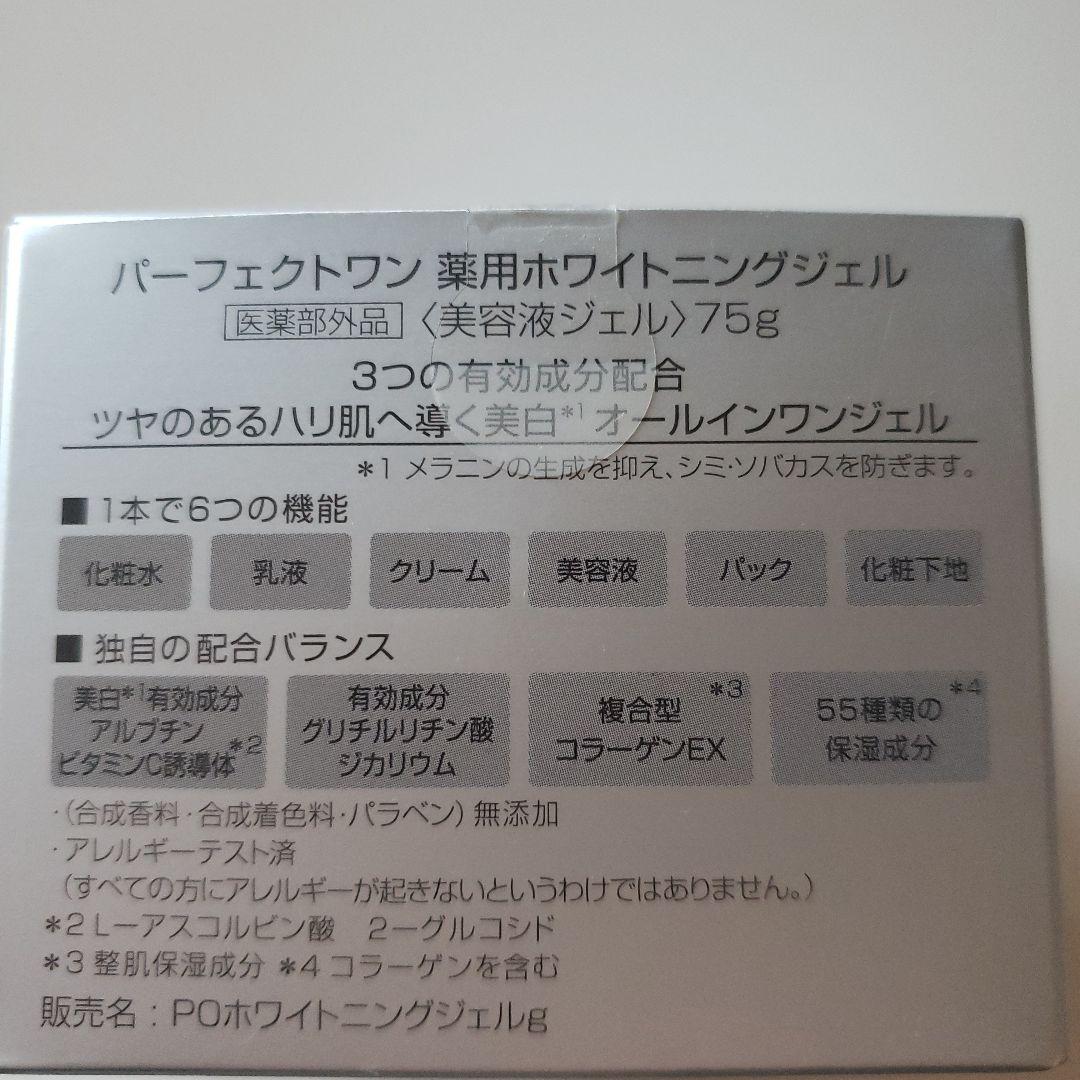 パーフェクトワン 薬用ホワイトニングジェル
医薬部外品 〈美容液ジェル〉75g
3つの有効成分配合
ツヤのあるハリ肌へ導く美白*1 オールインワンジェル
*1 メラニンの生成を抑え、シミ・ソバカスを防ぎます。
■ 1本で6つの機能
化粧水 乳液 クリーム 美容液 パック 化粧下地
■ 独自の配合バランス
美白*1有効成分
アルブチン
ビタミンC誘導体*2
有効成分
グリチルリチン酸
ジカリウム
複合型*3
コラーゲンEX
55種類の*4
保湿成分
・(合成香料・合成着色料・パラベン)無添加
・アレルギーテスト済
(すべての方にアレルギーが起きないというわけではありません。)
*2 L-アスコルビン酸 2-グルコシド
*3 整肌保湿成分 *4 コラーゲンを含む
販売名：POホワイトニングジェルg